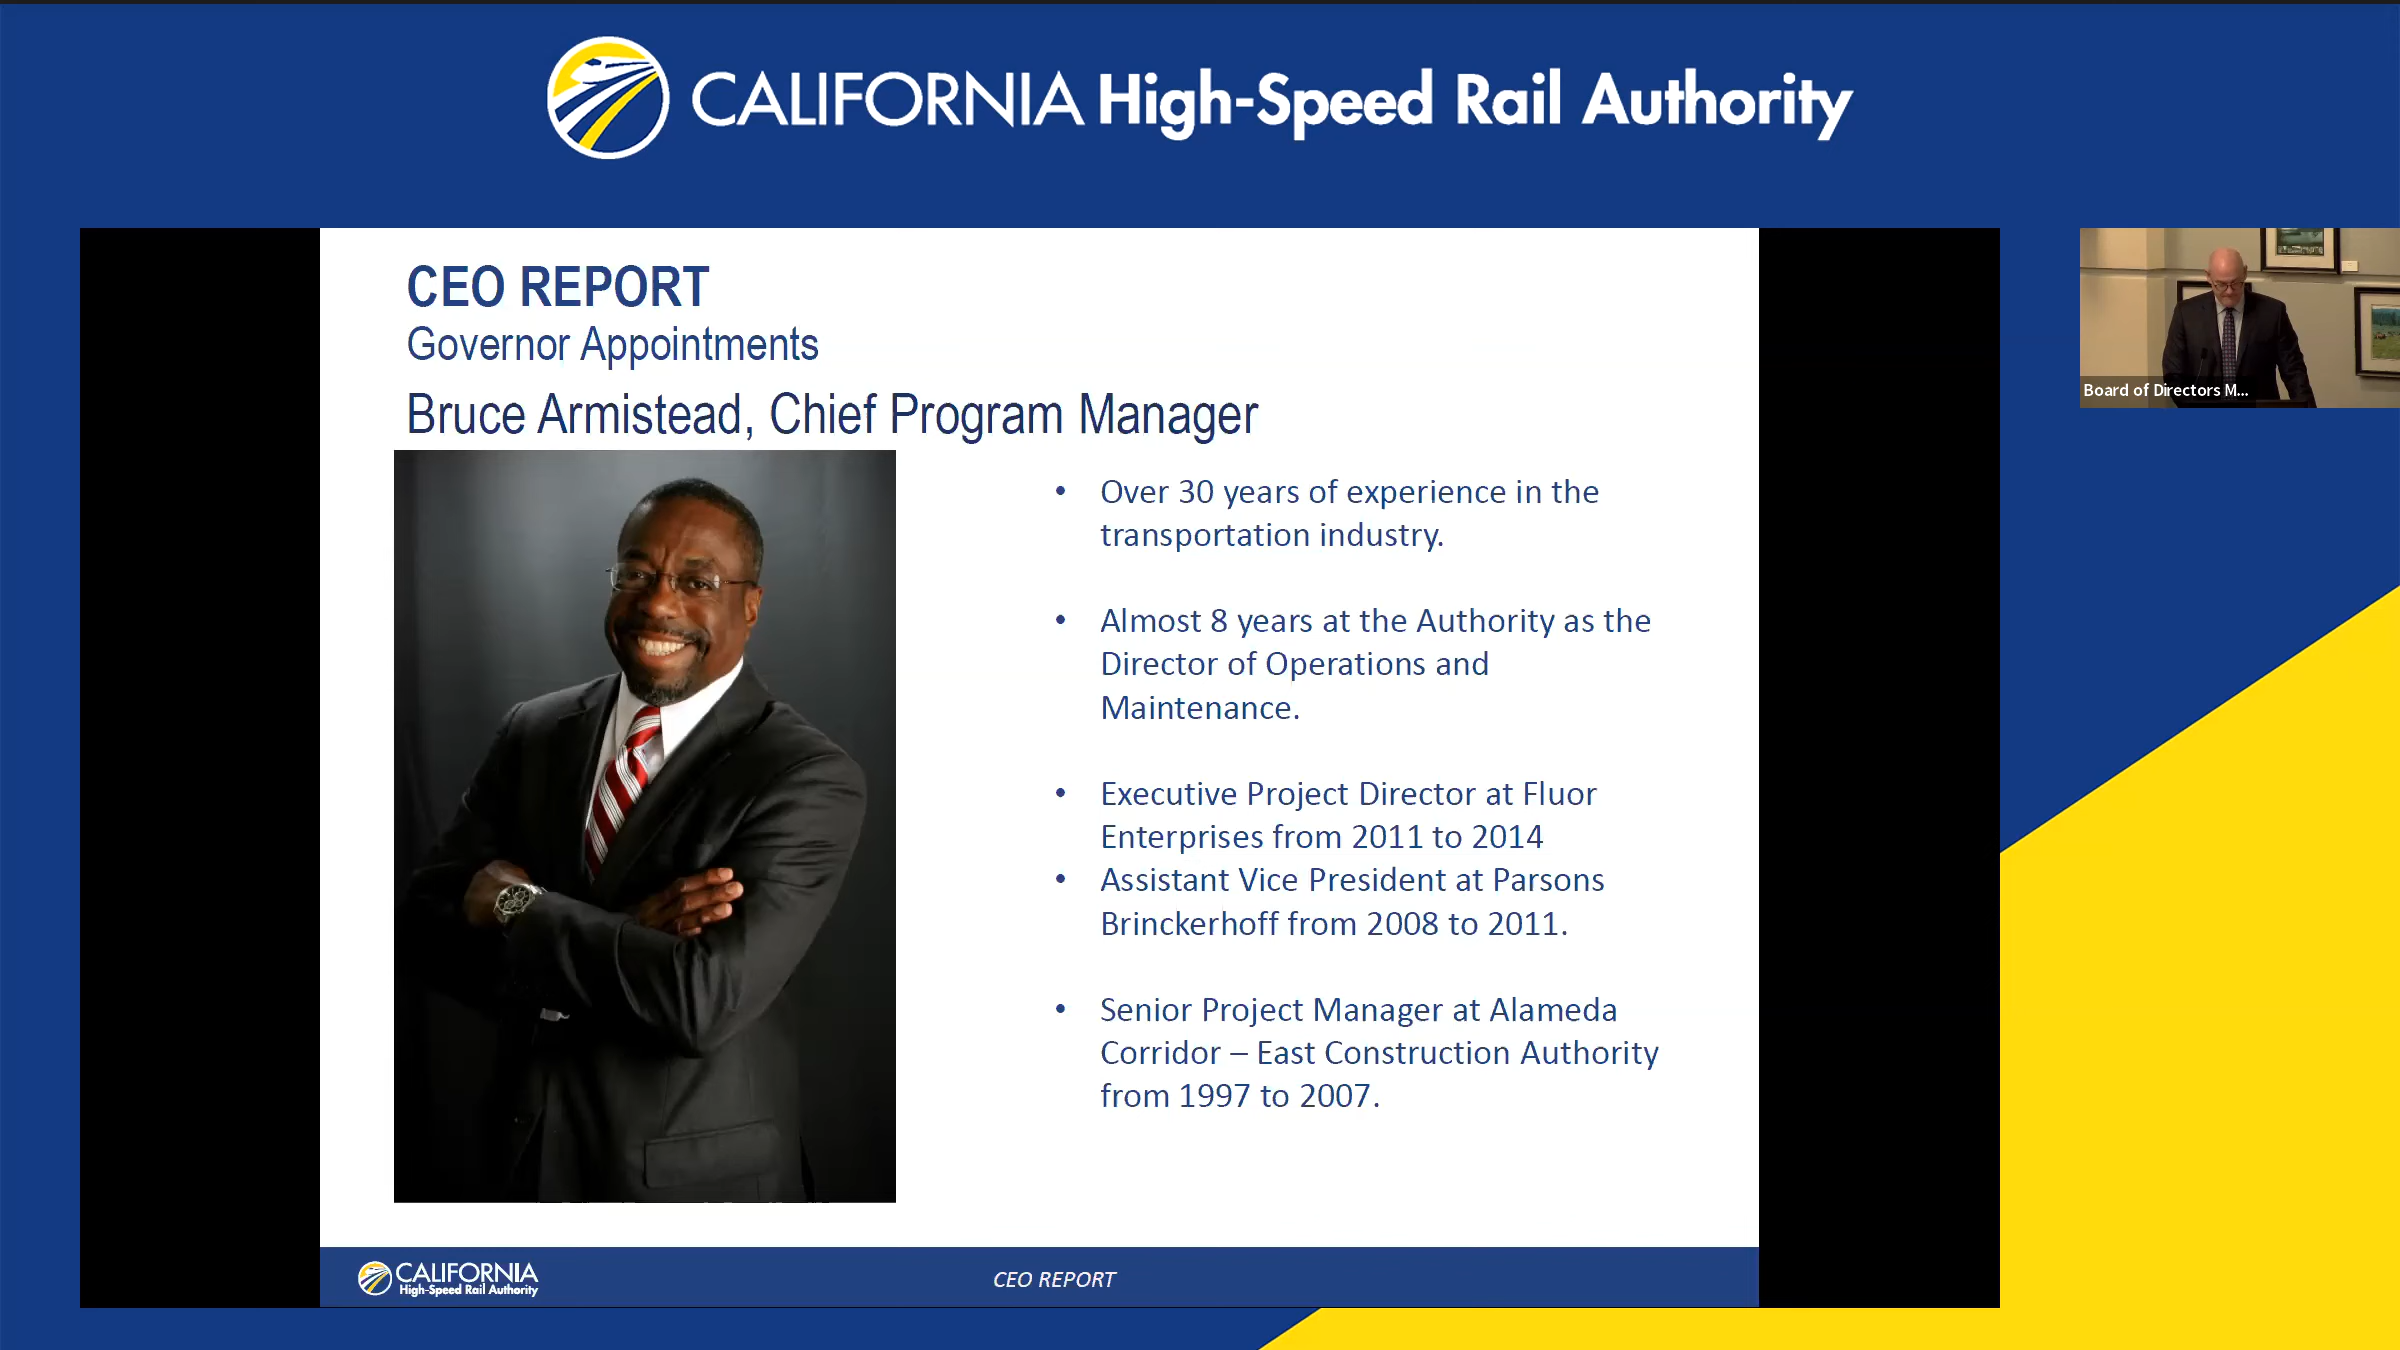 CALIFORNIA High-Speed Rail Authority
CEO REPORT
Governor Appointments
Bruce Armistead, Chief Program Manager
• Over 30 years of experience in the
transportation industry.
• Almost 8 years at the Authority as the
Director of Operations and
Maintenance.
• Executive Project Director at Fluor
Enterprises from 2011 to 2014
• Assistant Vice President at Parsons
Brinckerhoff from 2008 to 2011.
• Senior Project Manager at Alameda
Corridor – East Construction Authority
from 1997 to 2007.
CALIFORNIA
High-Speed Rail Authority
CEO REPORT
Board of Directors M...